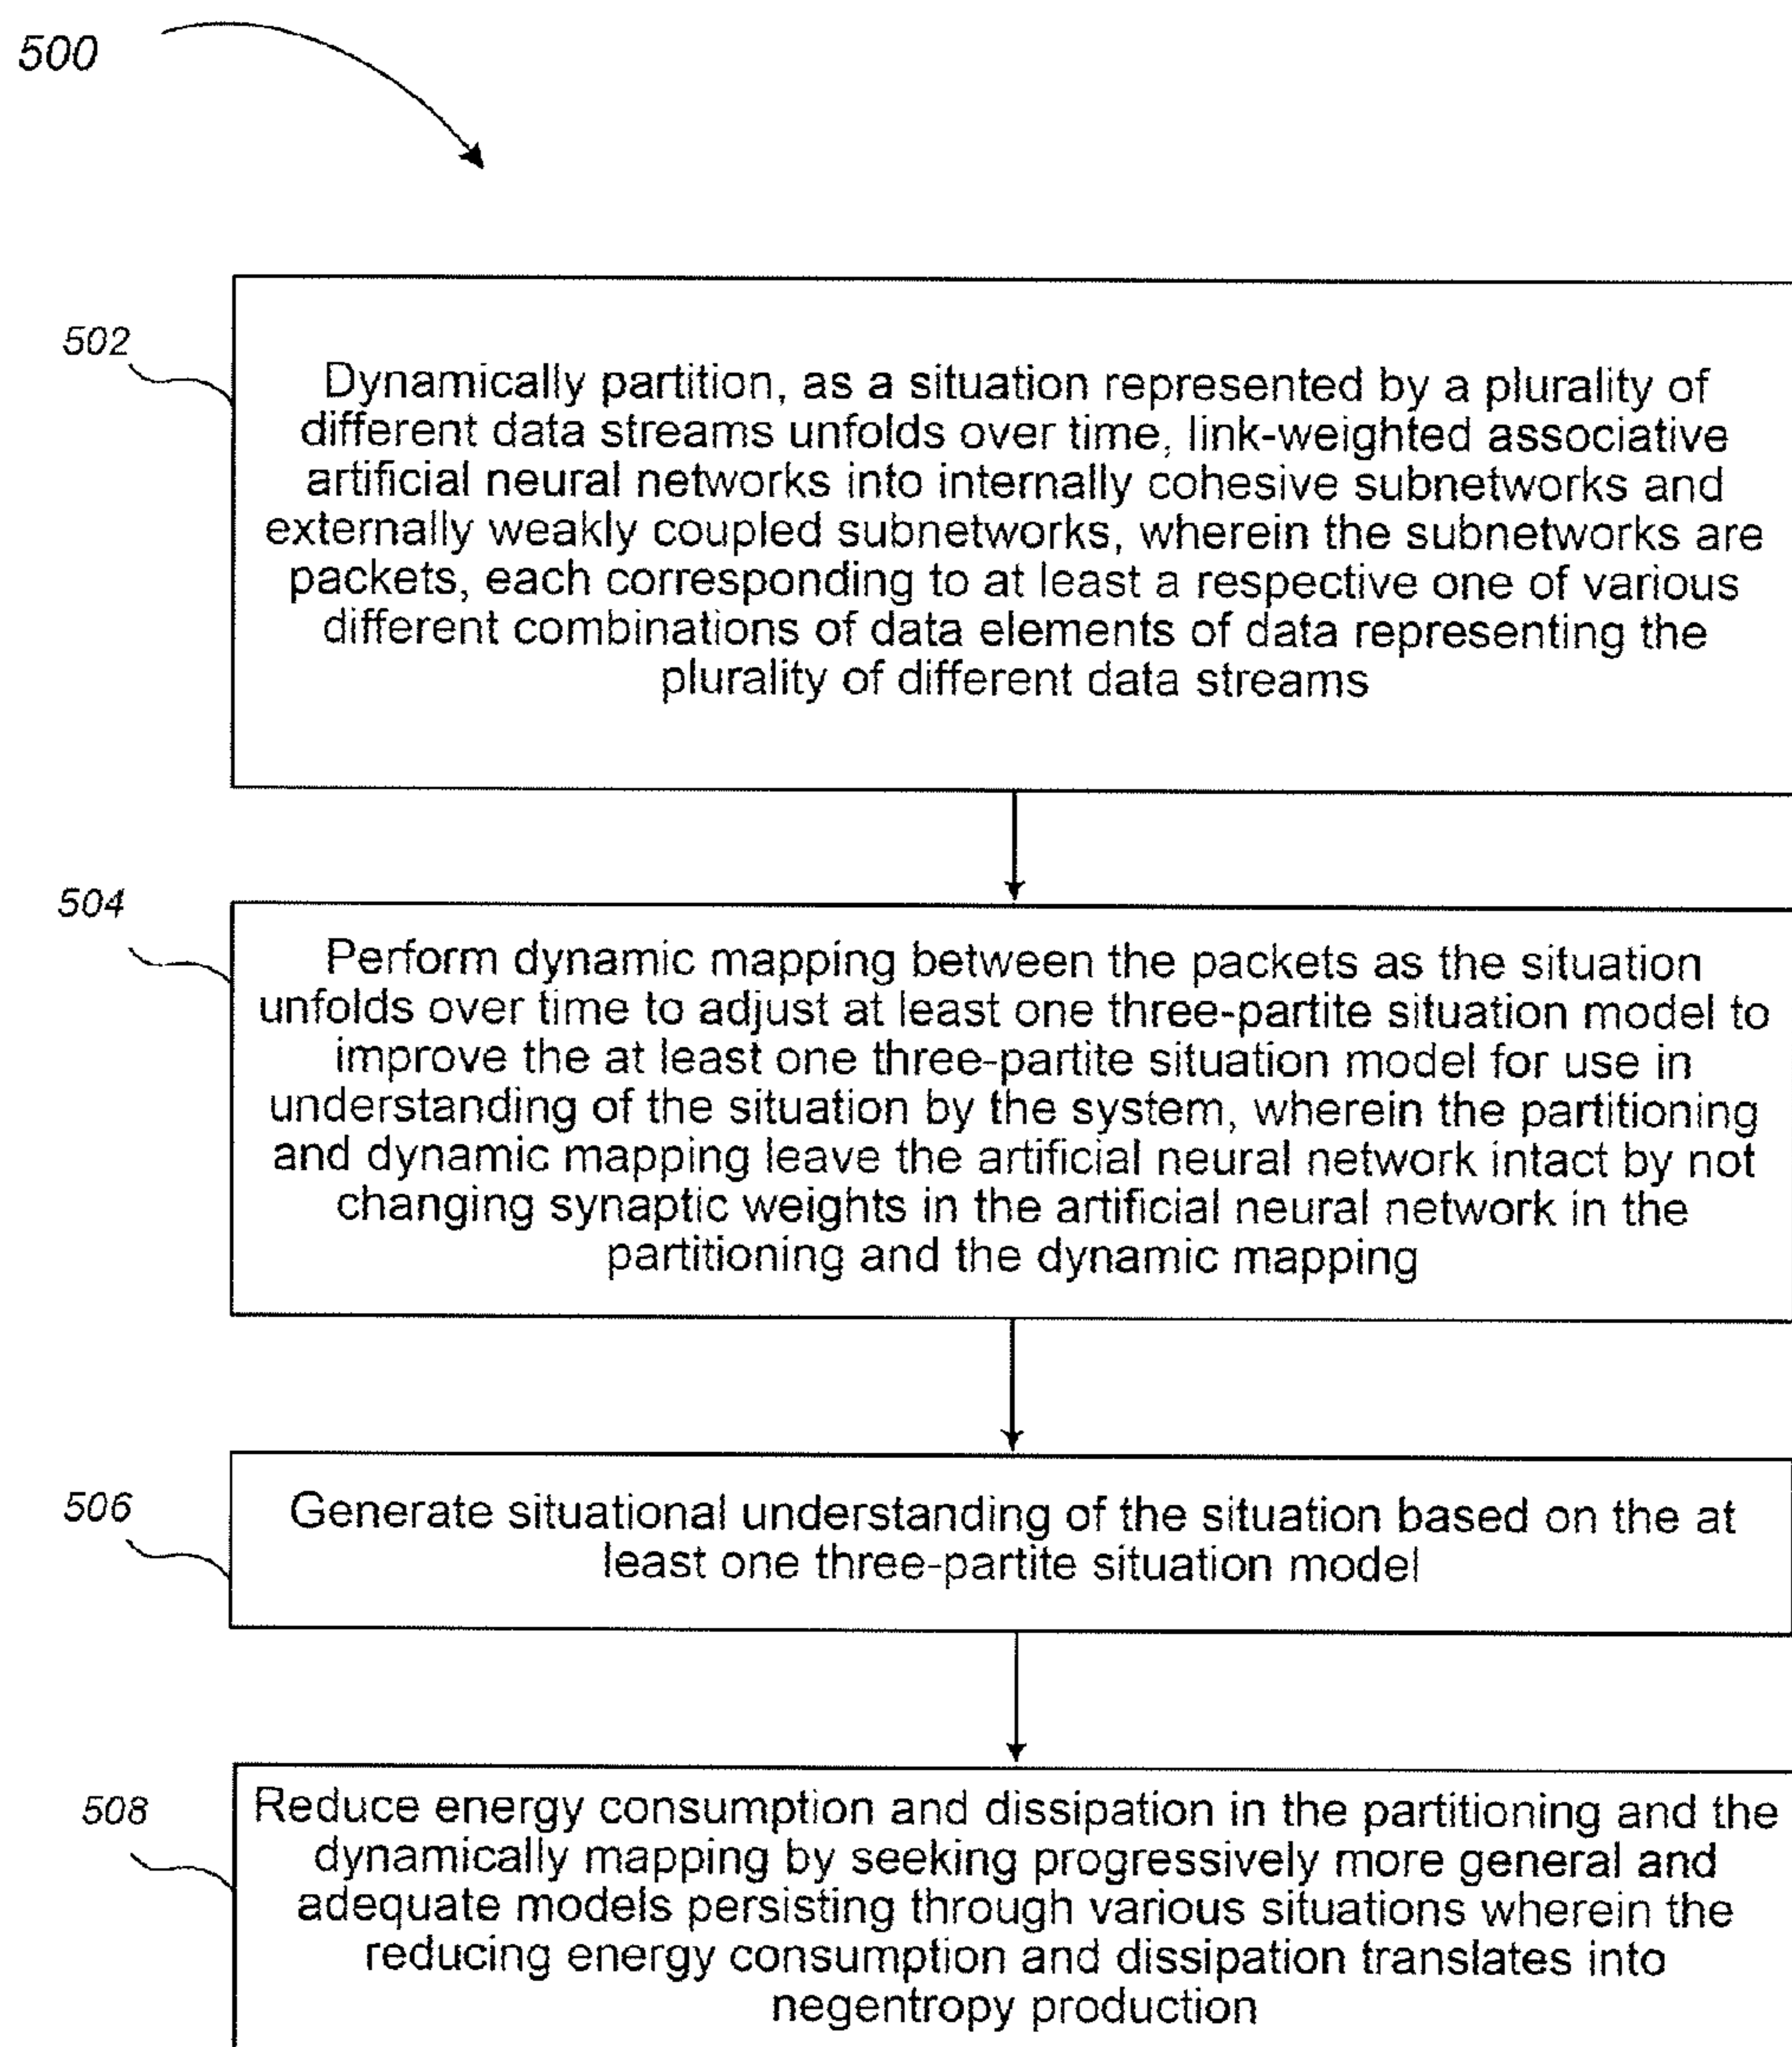 500
502
Dynamically partition, as a situation represented by a plurality of
different data streams unfolds over time, link-weighted associative
artificial neural networks into internally cohesive subnetworks and
externally weakly coupled subnetworks, wherein the subnetworks are
packets, each corresponding to at least a respective one of various
different combinations of data elements of data representing the
plurality of different data streams
504
Perform dynamic mapping between the packets as the situation
unfolds over time to adjust at least one three-partite situation model to
improve the at least one three-partite situation model for use in
understanding of the situation by the system, wherein the partitioning
and dynamic mapping leave the artificial neural network intact by not
changing synaptic weights in the artificial neural network in the
partitioning and the dynamic mapping
506
Generate situational understanding of the situation based on the at
least one three-partite situation model
508
Reduce energy consumption and dissipation in the partitioning and the
dynamically mapping by seeking progressively more general and
adequate models persisting through various situations wherein the
reducing energy consumption and dissipation translates into
negentropy production